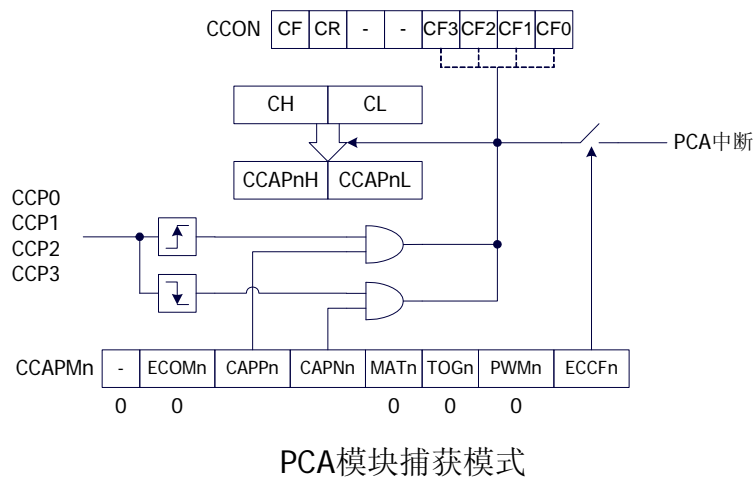 CCON CF CR - - CF3 CF2 CF1 CF0
CH CL
PCA中断
CCAPnH CCAPnL
CCP0
CCP1
CCP2
CCP3
CCAPMn - ECOMn CAPPn CAPNn MATn TOGn PWMn ECCFn
0 0 0 0 0
PCA模块捕获模式